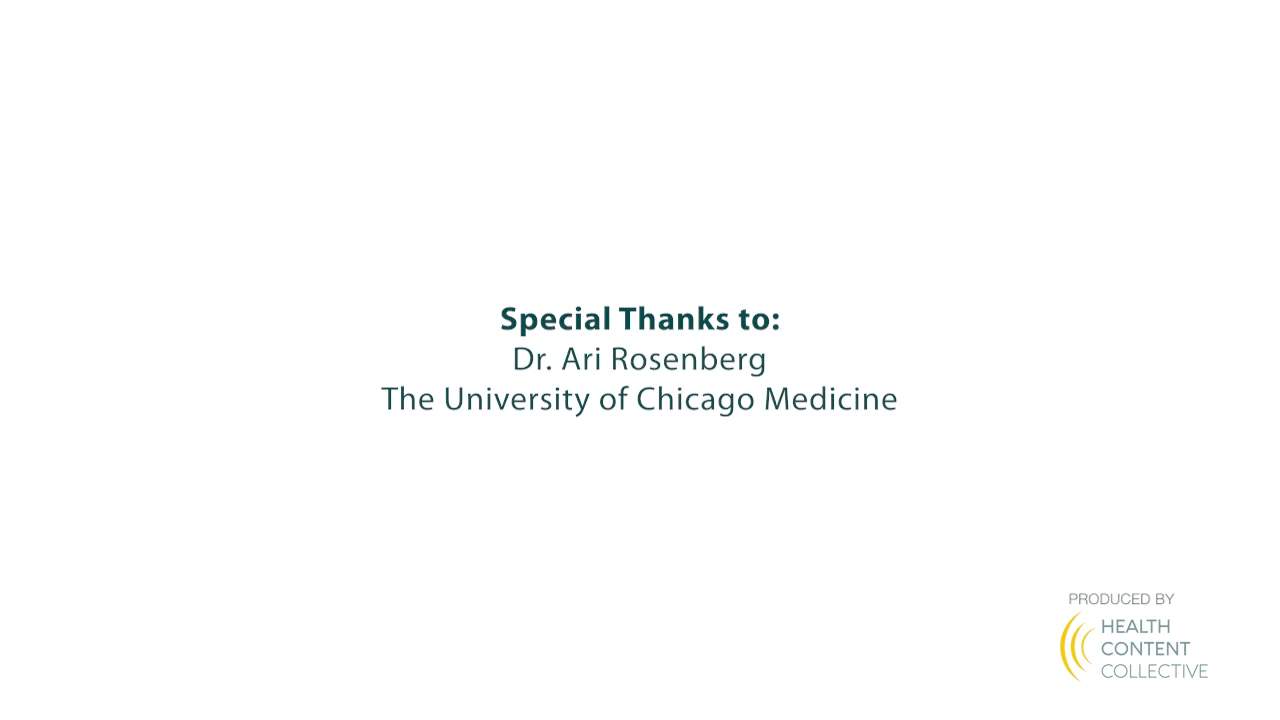 Special Thanks to:
Dr. Ari Rosenberg
The University of Chicago Medicine
PRODUCED BY
HEALTH
CONTENT
COLLECTIVE